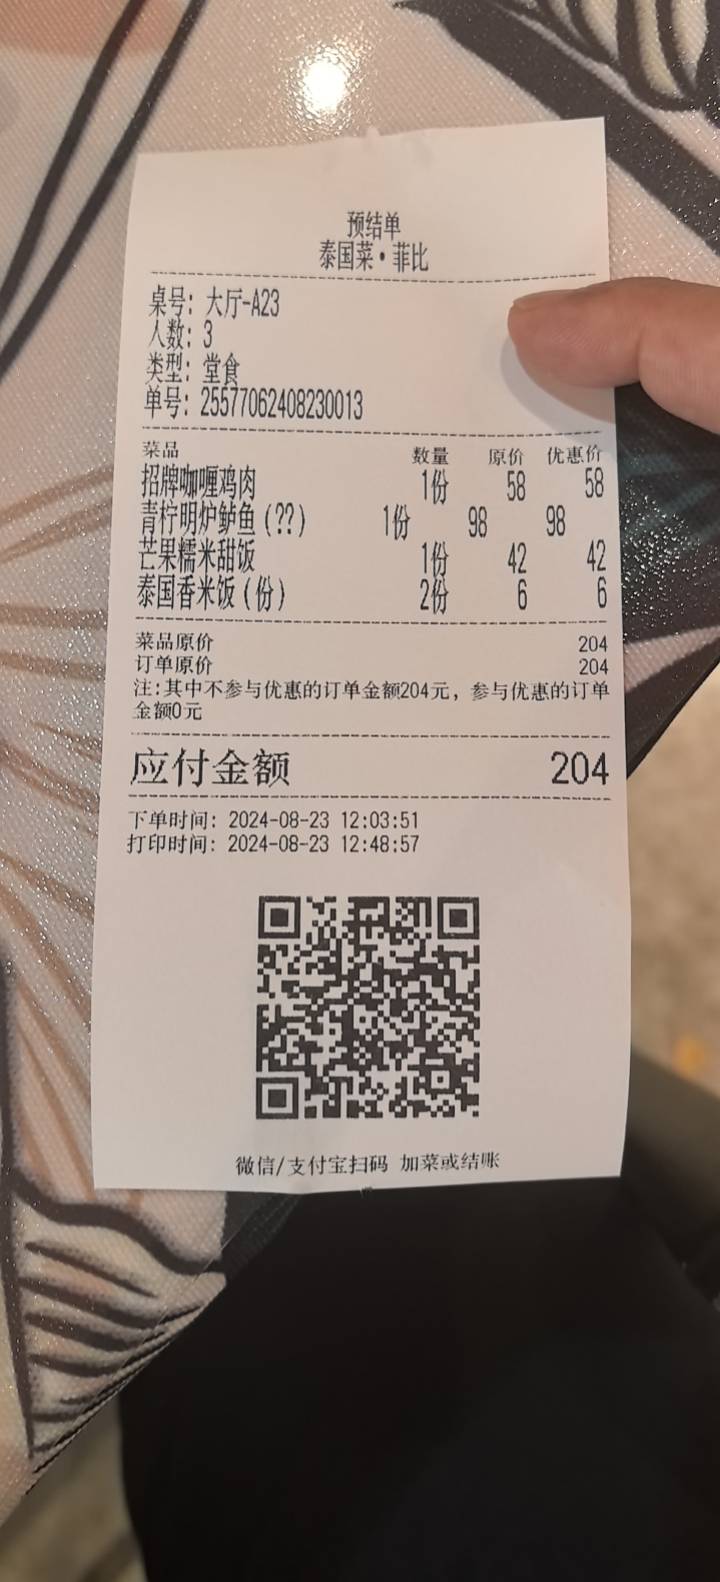 预结单
泰国菜•菲比
桌号: 大厅-A23
人数: 3
类型: 堂食
单号: 25577062408230013
菜品 数量 原价 优惠价
招牌咖喱鸡肉 1份 58 58
青柠明炉鲈鱼(??) 1份 98 98
芒果糯米甜饭 1份 42 42
泰国香米饭(份) 2份 6 6
菜品原价 204
订单原价 204
注:其中不参与优惠的订单金额204元, 参与优惠的订单
金额0元
应付金额 204
下单时间: 2024-08-23 12:03:51
打印时间: 2024-08-23 12:48:57
微信/支付宝扫码 加菜或结账